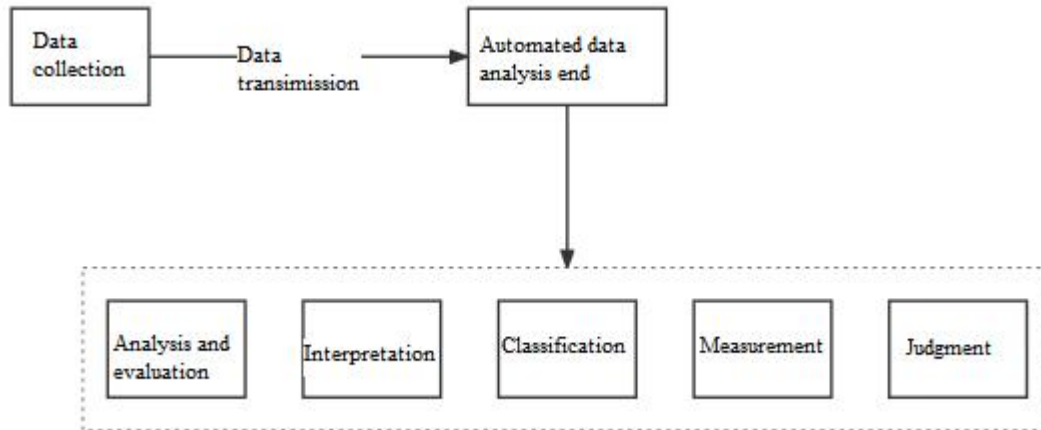 Data
collection
Data
transimission
Automated data
analysis end
Analysis and
evaluation
Interpretation
Classification
Measurement
Judgment